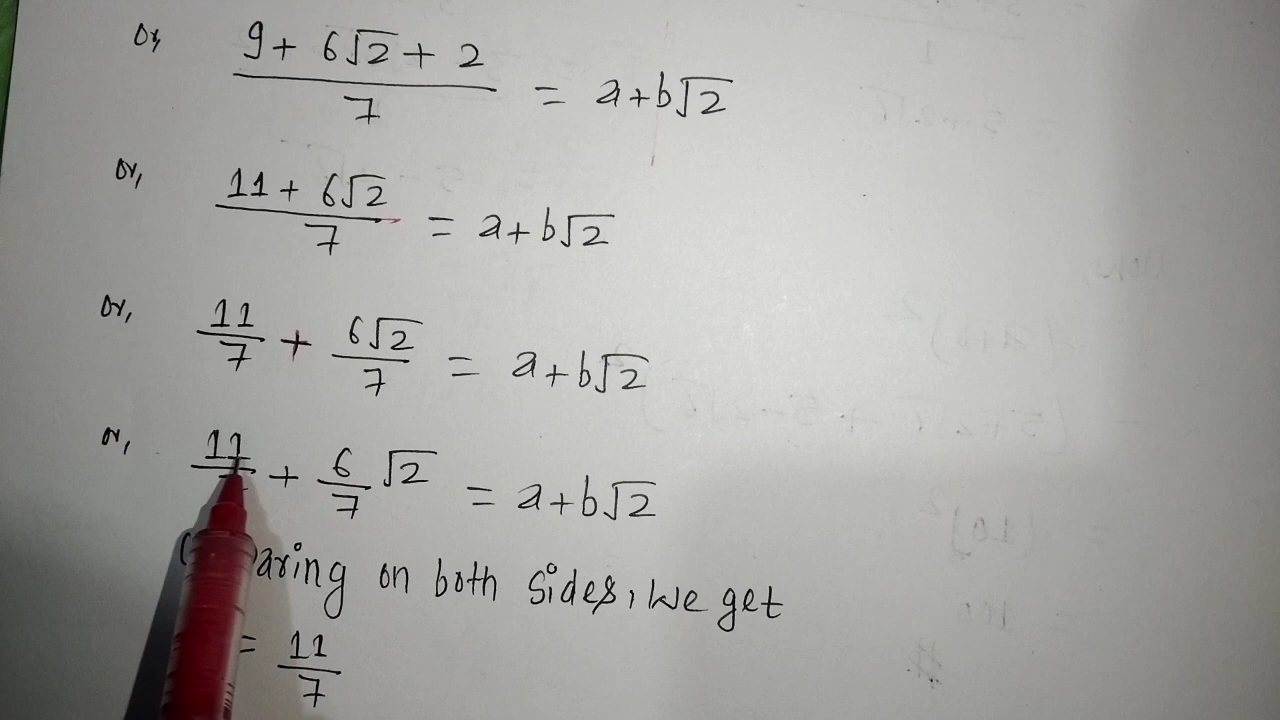 Or, 9 + 6√2 + 2 / 7 = a + b√2
Or, 11 + 6√2 / 7 = a + b√2
Or, 11/7 + 6√2/7 = a + b√2
or, 11 + 6/7 √2 = a + b√2
aring on both sides, we get
= 11/7